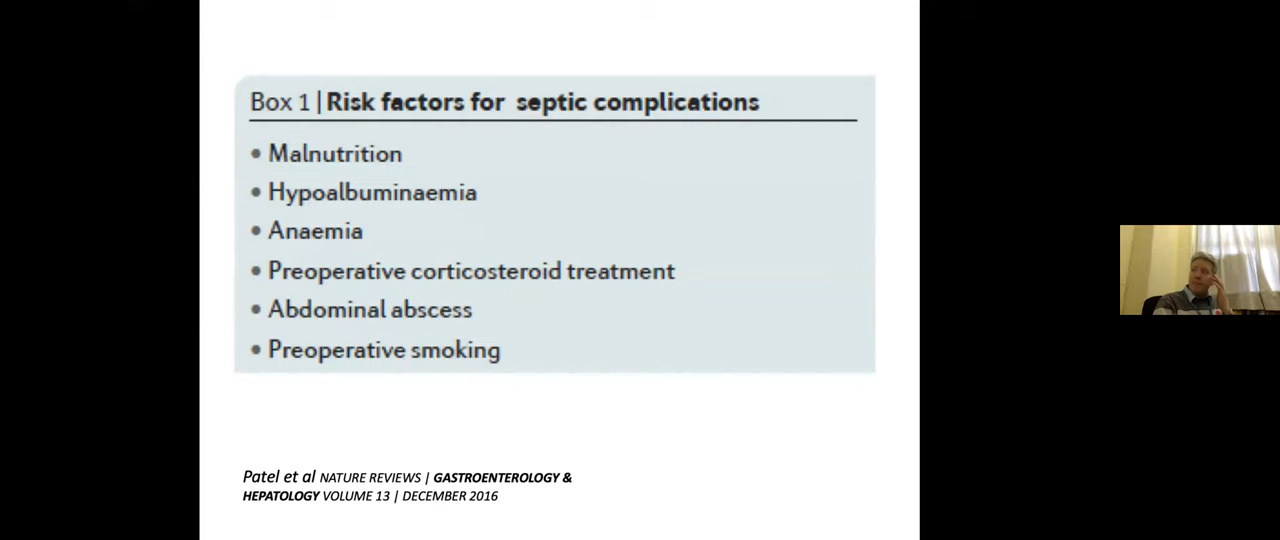 Box 1 | Risk factors for septic complications
• Malnutrition
• Hypoalbuminaemia
• Anaemia
• Preoperative corticosteroid treatment
• Abdominal abscess
• Preoperative smoking
Patel et al NATURE REVIEWS | GASTROENTEROLOGY &
HEPATOLOGY VOLUME 13 | DECEMBER 2016